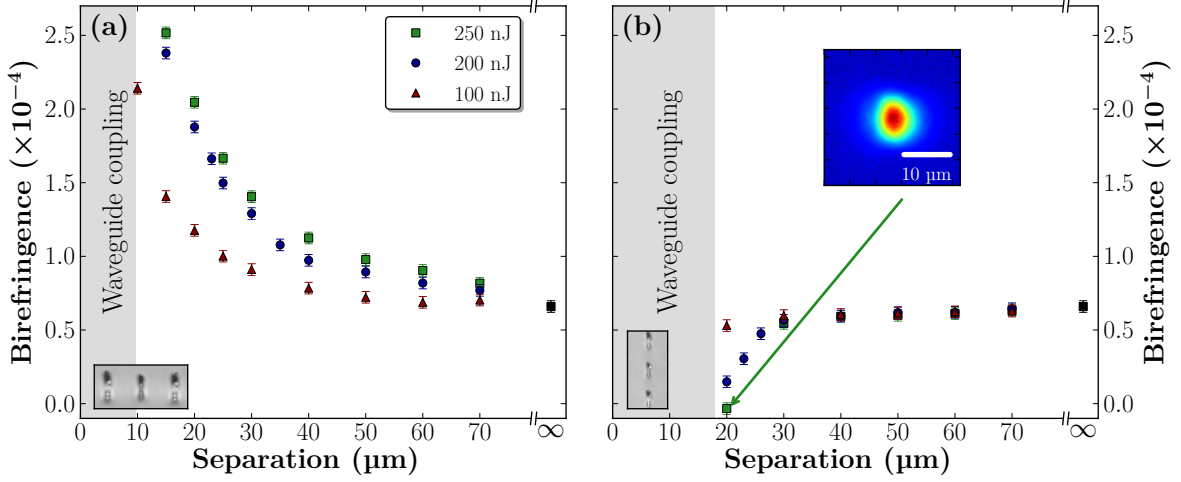 (a)
250 nJ
200 nJ
100 nJ
Waveguide coupling
Birefringence (×10⁻⁴)
2.5
2.0
1.5
1.0
0.5
0.0
0 10 20 30 40 50 60 70 ∞
Separation (µm)
(b)
Waveguide coupling
10 µm
0 10 20 30 40 50 60 70 ∞
Separation (µm)
2.5
2.0
1.5
1.0
0.5
0.0
Birefringence (×10⁻⁴)